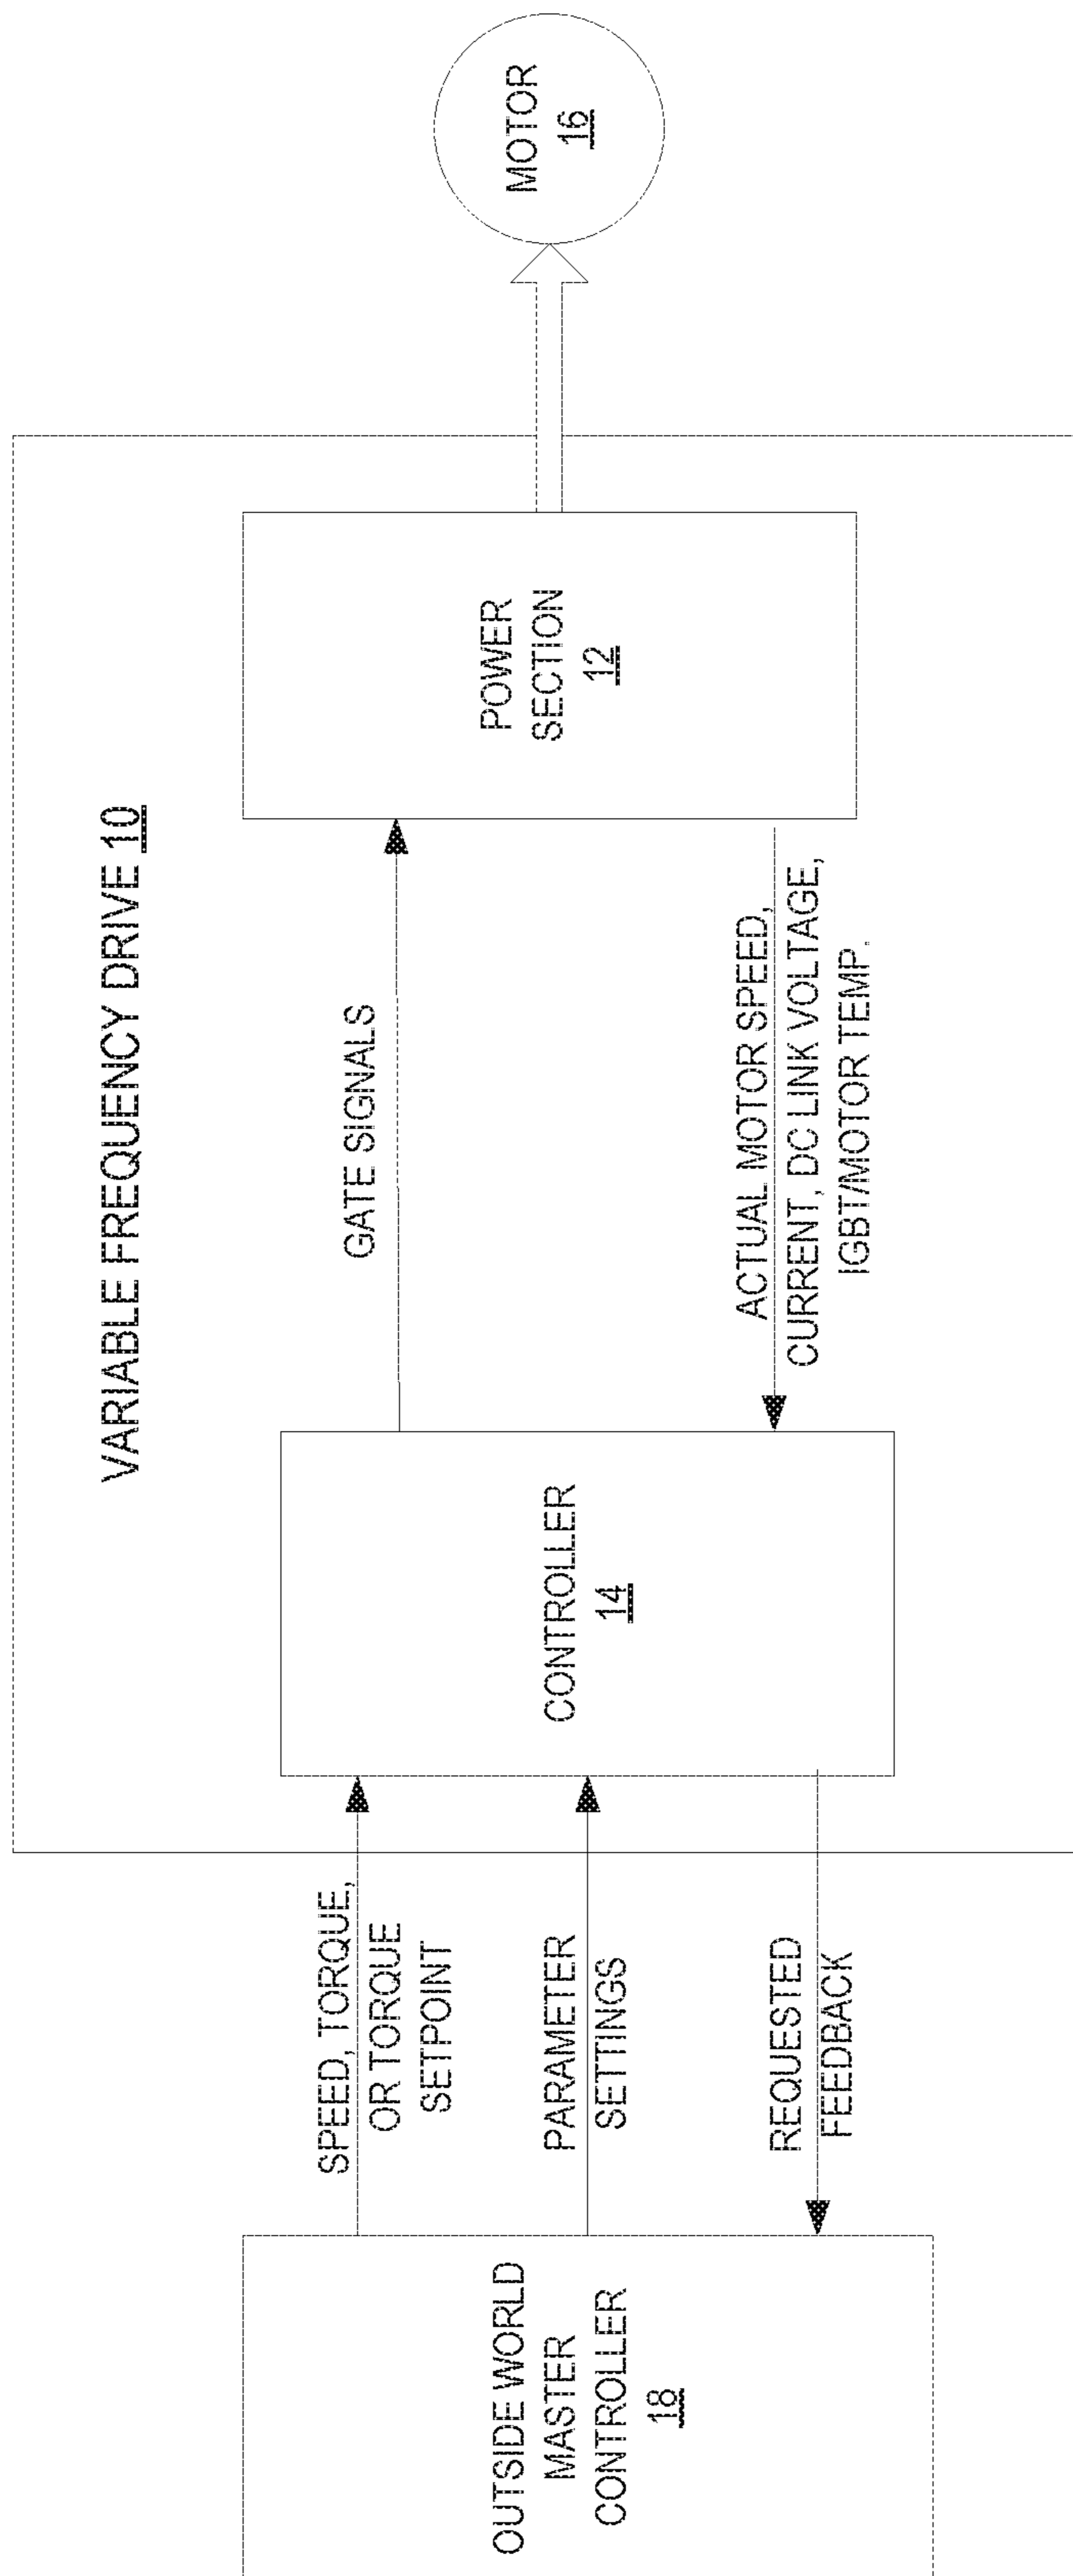 VARIABLE FREQUENCY DRIVE 10
OUTSIDE WORLD
MASTER
CONTROLLER
18
SPEED, TORQUE,
OR TORQUE
SETPOINT
PARAMETER
SETTINGS
REQUESTED
FEEDBACK
CONTROLLER
14
GATE SIGNALS
ACTUAL MOTOR SPEED,
CURRENT, DC LINK VOLTAGE,
IGBT/MOTOR TEMP.
POWER
SECTION
12
MOTOR
16